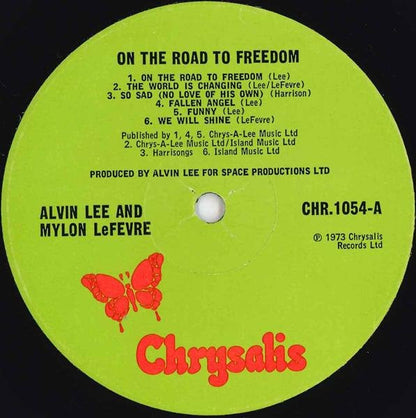 ON THE ROAD TO FREEDOM
1. ON THE ROAD TO FREEDOM (Lee)
2. THE WORLD IS CHANGING (Lee/LeFevre)
3. SO SAD (NO LOVE OF HIS OWN) (Harrison)
4. FALLEN ANGEL (Lee)
5. FUNNY (Lee)
6. WE WILL SHINE (LeFevre)
Published by 1, 4, 5. Chrys-A-Lee Music Ltd
2. Chrys-A-Lee Music Ltd/Island Music Ltd
3. Harrisongs 6. Island Music Ltd
PRODUCED BY ALVIN LEE FOR SPACE PRODUCTIONS LTD
ALVIN LEE AND
MYLON LeFEVRE
CHR.1054-A
℗ 1973 Chrysalis
Records Ltd
Chrysalis